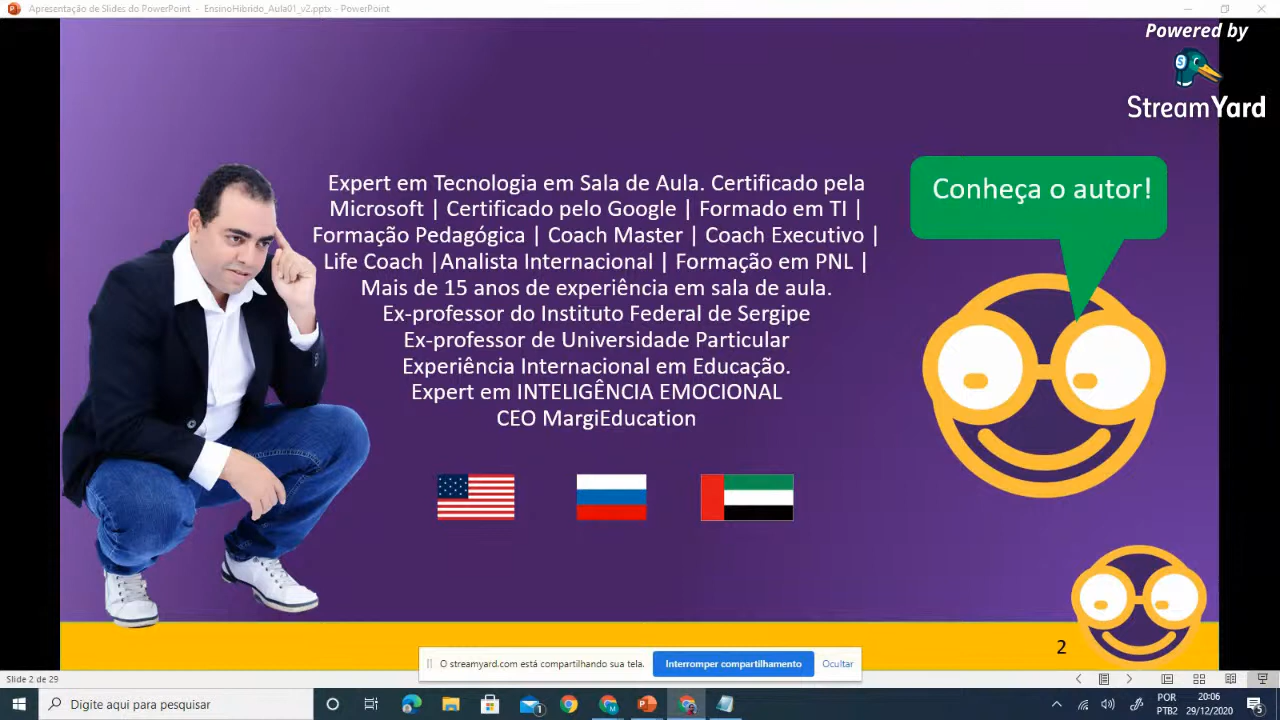 Apresentação de Slides do PowerPoint - EnsinoHibrido_Aula01_v2.pptx - PowerPoint
Powered by
StreamYard
Conheça o autor!
Expert em Tecnologia em Sala de Aula. Certificado pela
Microsoft | Certificado pelo Google | Formado em TI |
Formação Pedagógica | Coach Master | Coach Executivo |
Life Coach |Analista Internacional | Formação em PNL |
Mais de 15 anos de experiência em sala de aula.
Ex-professor do Instituto Federal de Sergipe
Ex-professor de Universidade Particular
Experiência Internacional em Educação.
Expert em INTELIGÊNCIA EMOCIONAL
CEO MargiEducation
2
O streamyard.com está compartilhando sua tela. Interromper compartilhamento Ocultar
Slide 2 de 29
Digite aqui para pesquisar
POR
PTB2
20:06
29/12/2020